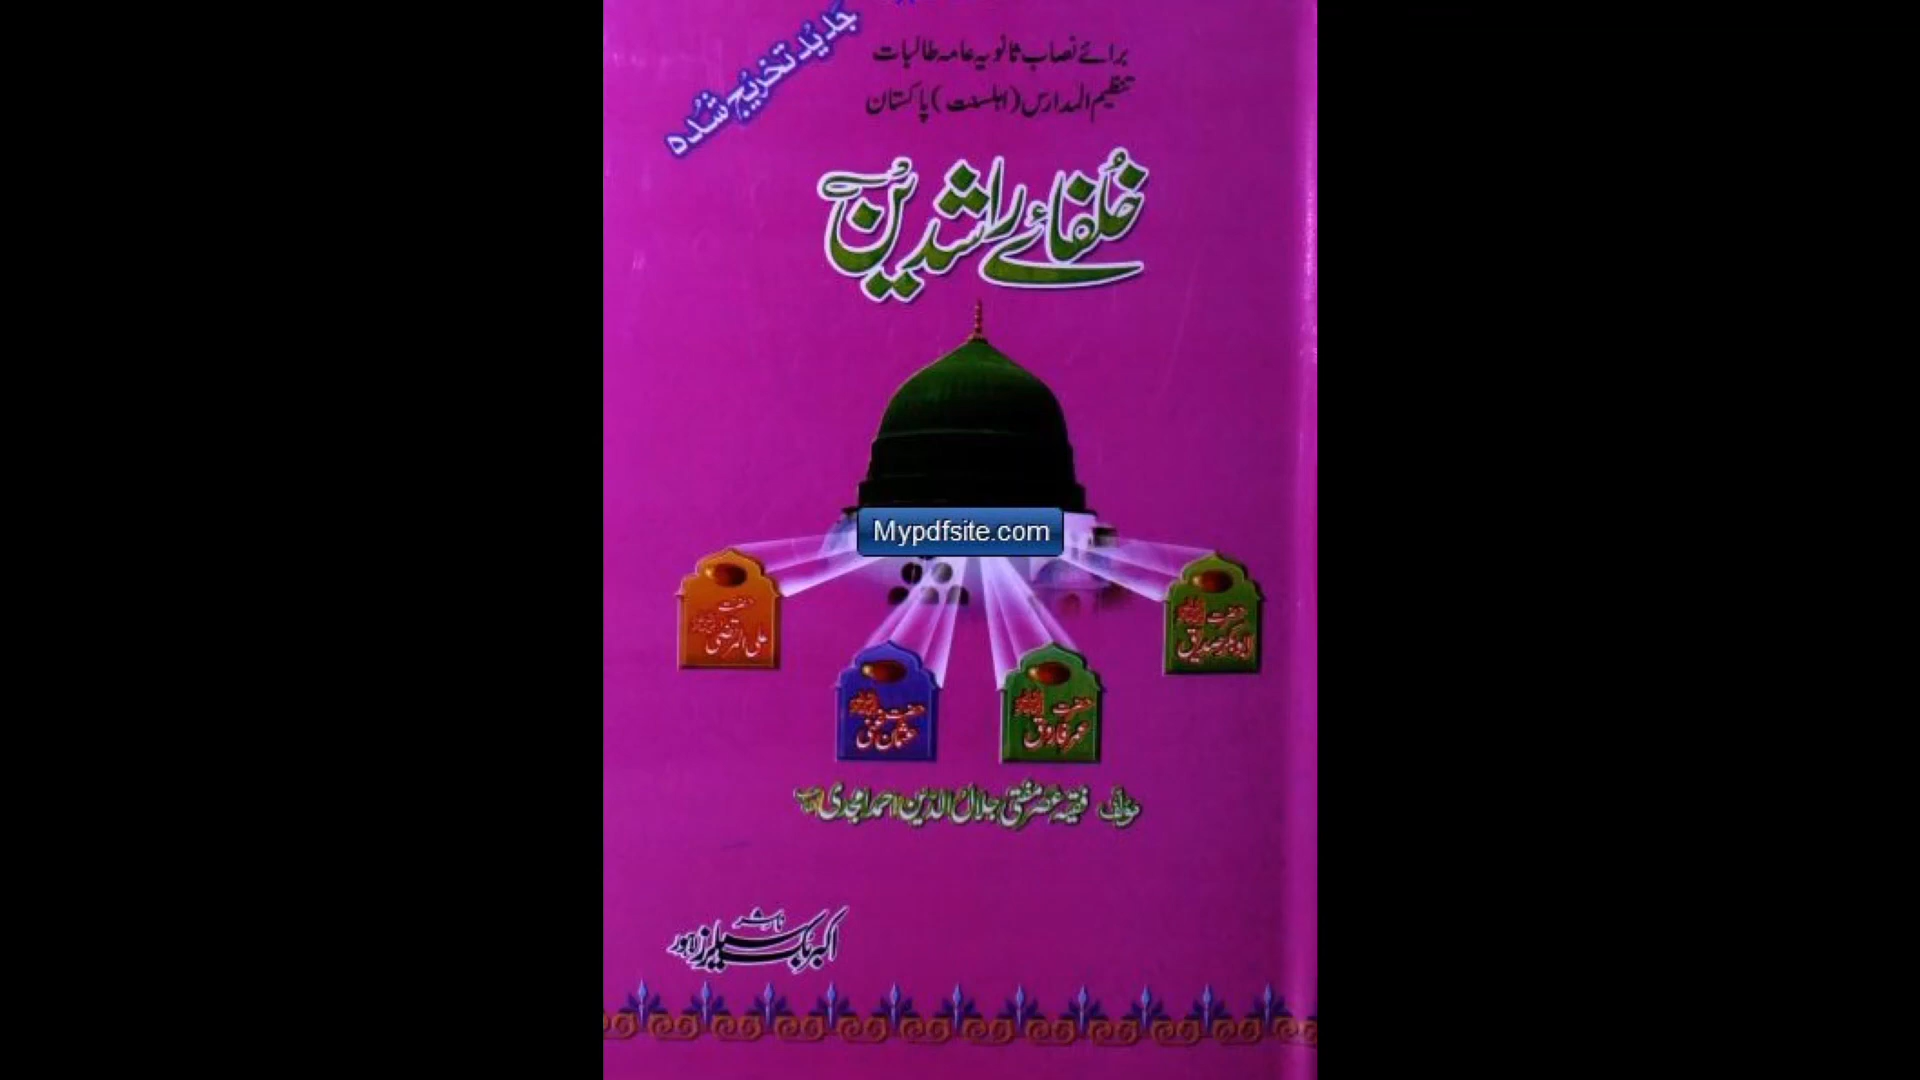 جدید تخریج شُدہ
برائے نصاب ثانویہ عامہ طالبات
تنظیم المدارس (اہلسنت) پاکستان
خُلفائے راشدین
Mypdfsite.com
حضرت ابوبکر صدیق
حضرت عمر فاروق
حضرت عثمان غنی
حضرت علی المرتضیٰ
مؤلف فقیہ عصر مفتی جلال الدین احمد امجدی
ناشر
اکبر بک سیلرز لاہور